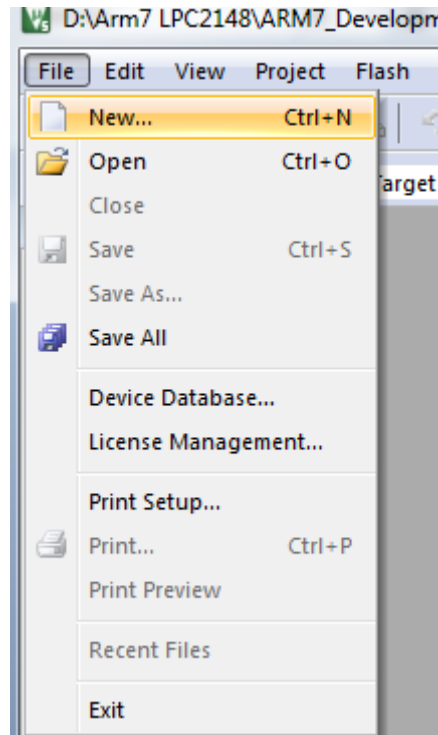 D:\Arm7 LPC2148\ARM7_Developm
File Edit View Project Flash
New... Ctrl+N
Open Ctrl+O
Target
Close
Save Ctrl+S
Save As...
Save All
Device Database...
License Management...
Print Setup...
Print... Ctrl+P
Print Preview
Recent Files
Exit